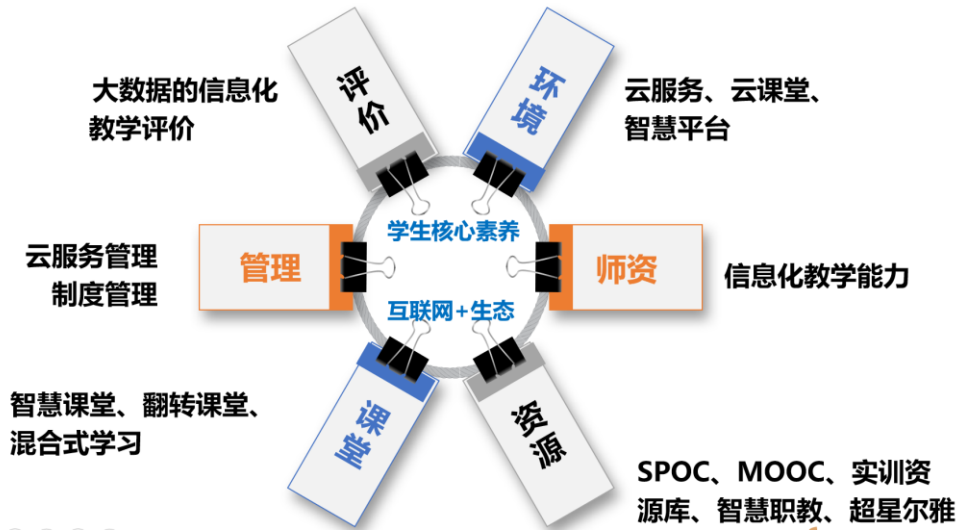 评价
大数据的信息化
教学评价
环境
云服务、云课堂、
智慧平台
学生核心素养
互联网+生态
管理
云服务管理
制度管理
师资
信息化教学能力
课堂
智慧课堂、翻转课堂、
混合式学习
资源
SPOC、MOOC、实训资
源库、智慧职教、超星尔雅